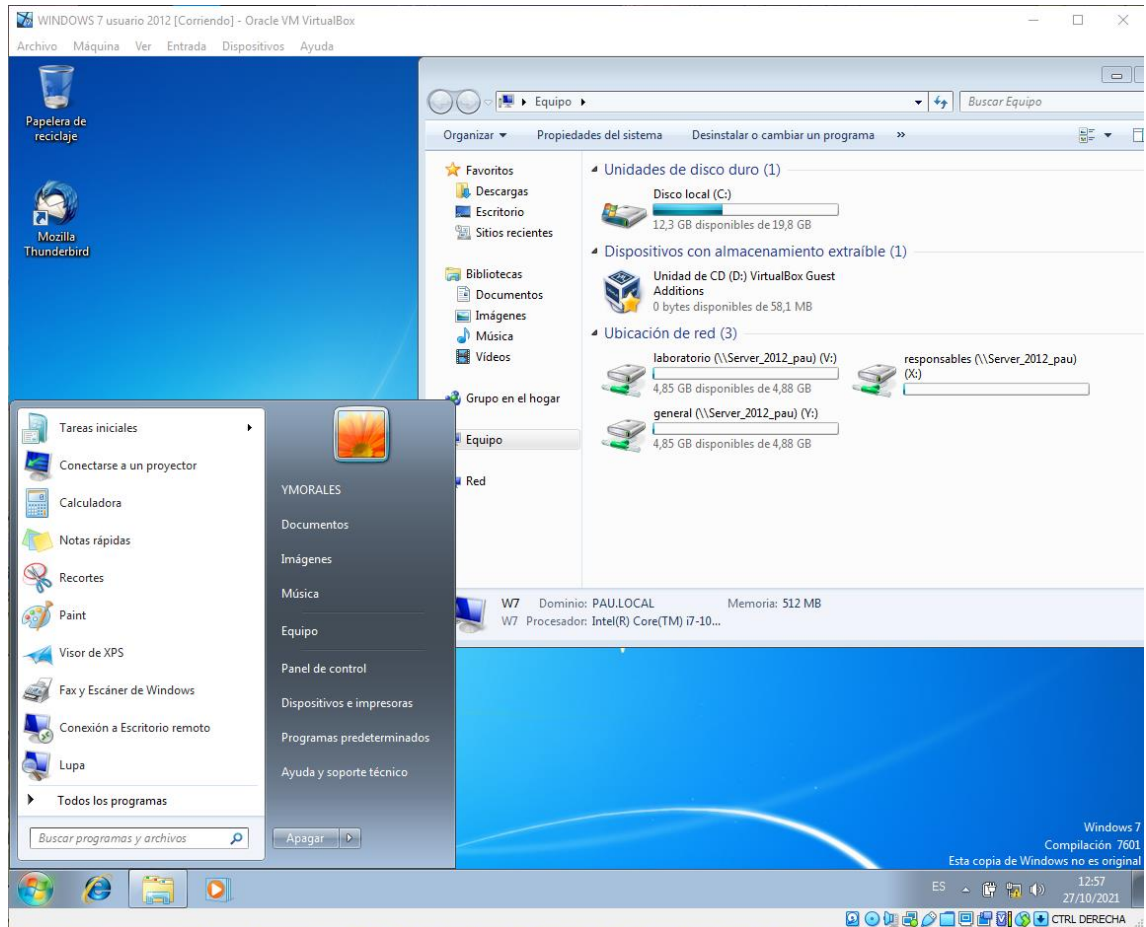 WINDOWS 7 usuario 2012 [Corriendo] - Oracle VM VirtualBox
Archivo Máquina Ver Entrada Dispositivos Ayuda
Papelera de
reciclaje
Mozilla
Thunderbird
Equipo
Buscar Equipo
Organizar
Propiedades del sistema
Desinstalar o cambiar un programa
»
Favoritos
Descargas
Escritorio
Sitios recientes
Bibliotecas
Documentos
Imágenes
Música
Vídeos
Grupo en el hogar
Equipo
Red
Unidades de disco duro (1)
Disco local (C:)
12,3 GB disponibles de 19,8 GB
Dispositivos con almacenamiento extraíble (1)
Unidad de CD (D:) VirtualBox Guest
Additions
0 bytes disponibles de 58,1 MB
Ubicación de red (3)
laboratorio (\\Server_2012_pau) (V:)
4,85 GB disponibles de 4,88 GB
responsables (\\Server_2012_pau)
(X:)
general (\\Server_2012_pau) (Y:)
4,85 GB disponibles de 4,88 GB
W7 Dominio: PAU.LOCAL Memoria: 512 MB
W7 Procesador: Intel(R) Core(TM) i7-10...
Tareas iniciales
Conectarse a un proyector
Calculadora
Notas rápidas
Recortes
Paint
Visor de XPS
Fax y Escáner de Windows
Conexión a Escritorio remoto
Lupa
Todos los programas
Buscar programas y archivos
YMORALES
Documentos
Imágenes
Música
Equipo
Panel de control
Dispositivos e impresoras
Programas predeterminados
Ayuda y soporte técnico
Apagar
Windows 7
Compilación 7601
Esta copia de Windows no es original
ES
12:57
27/10/2021
CTRL DERECHA